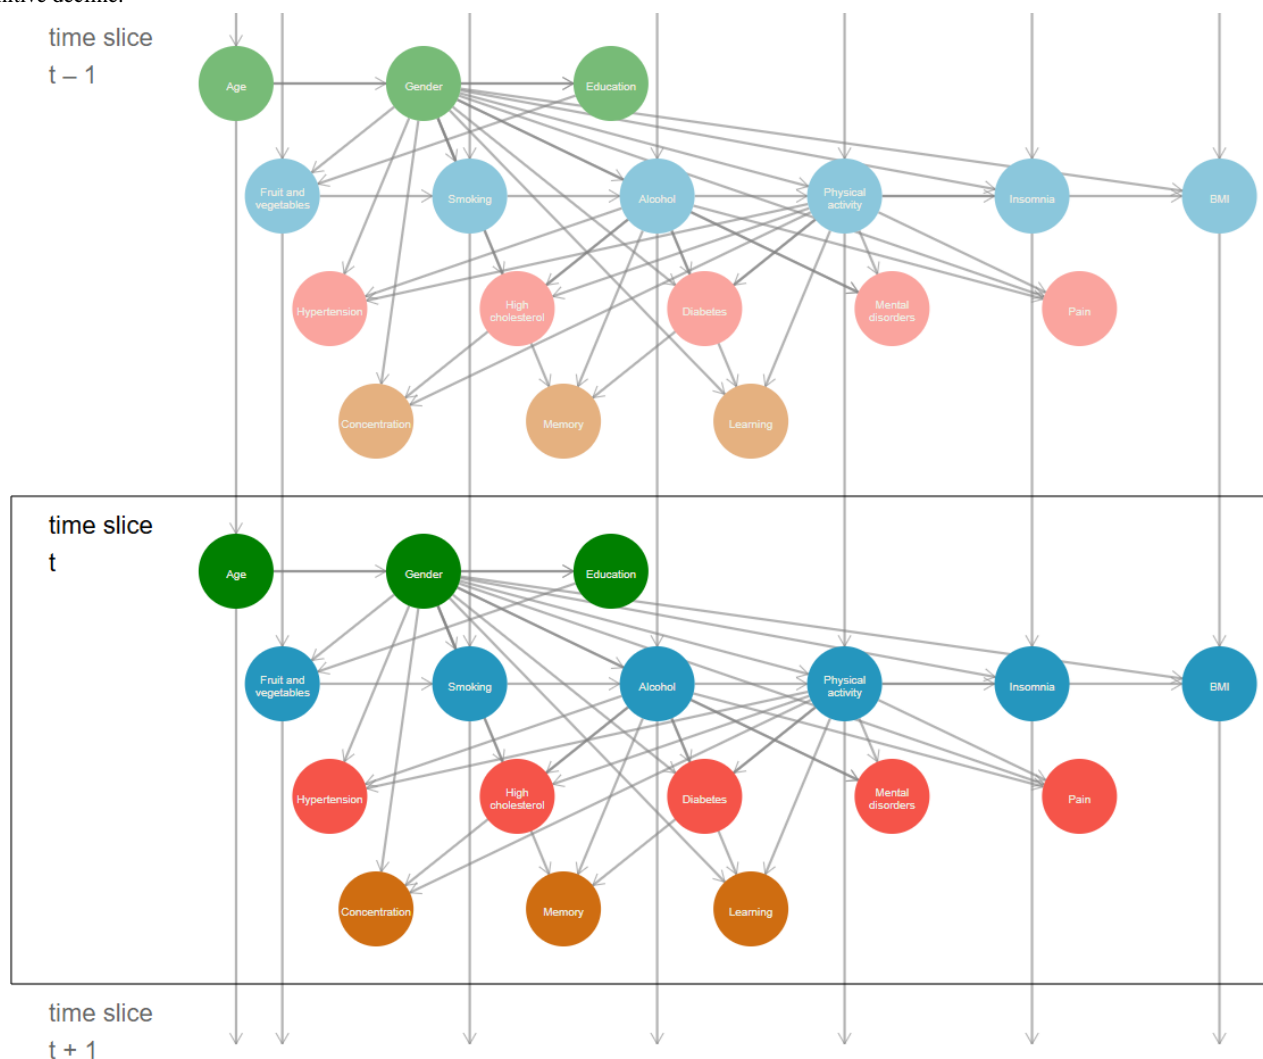 time slice
t – 1
Age
Gender
Education
Fruit and
vegetables
Smoking
Alcohol
Physical
activity
Insomnia
BMI
Hypertension
High
cholesterol
Diabetes
Mental
disorders
Pain
Concentration
Memory
Learning
time slice
t
Age
Gender
Education
Fruit and
vegetables
Smoking
Alcohol
Physical
activity
Insomnia
BMI
Hypertension
High
cholesterol
Diabetes
Mental
disorders
Pain
Concentration
Memory
Learning
time slice
t + 1